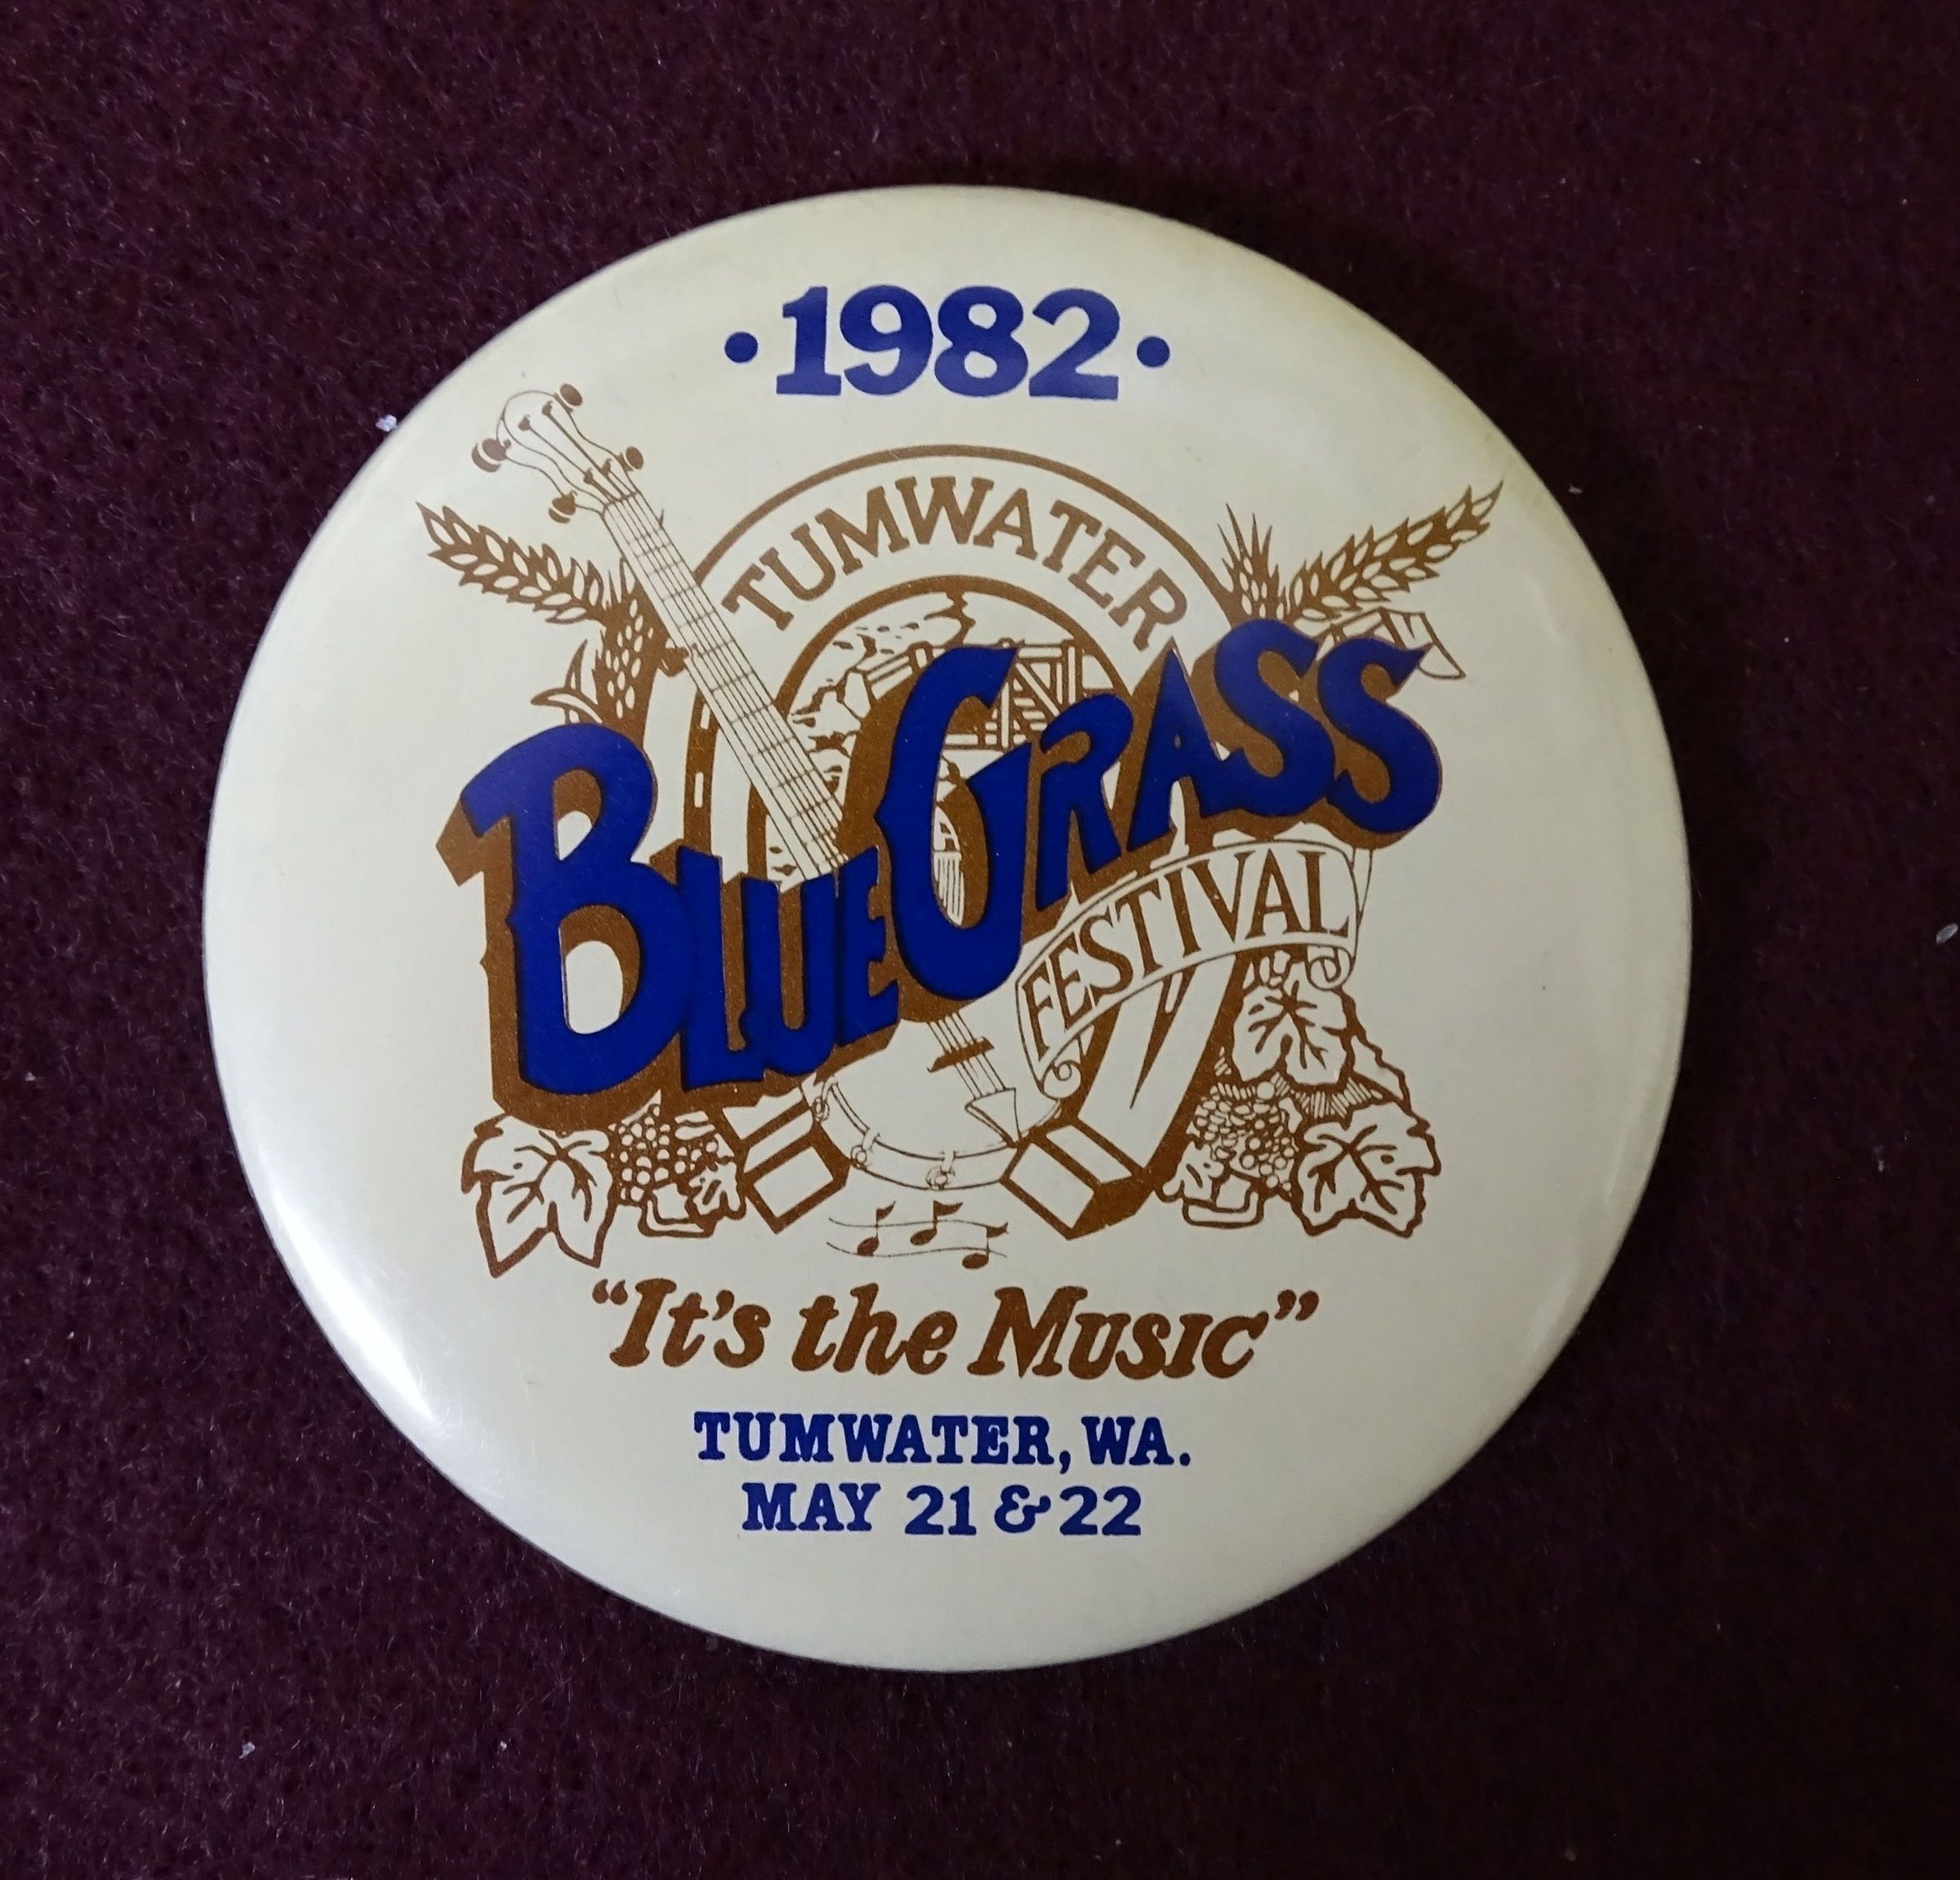 •1982•
TUMWATER
BLUEGRASS
FESTIVAL
“It's the Music”
TUMWATER, WA.
MAY 21 & 22